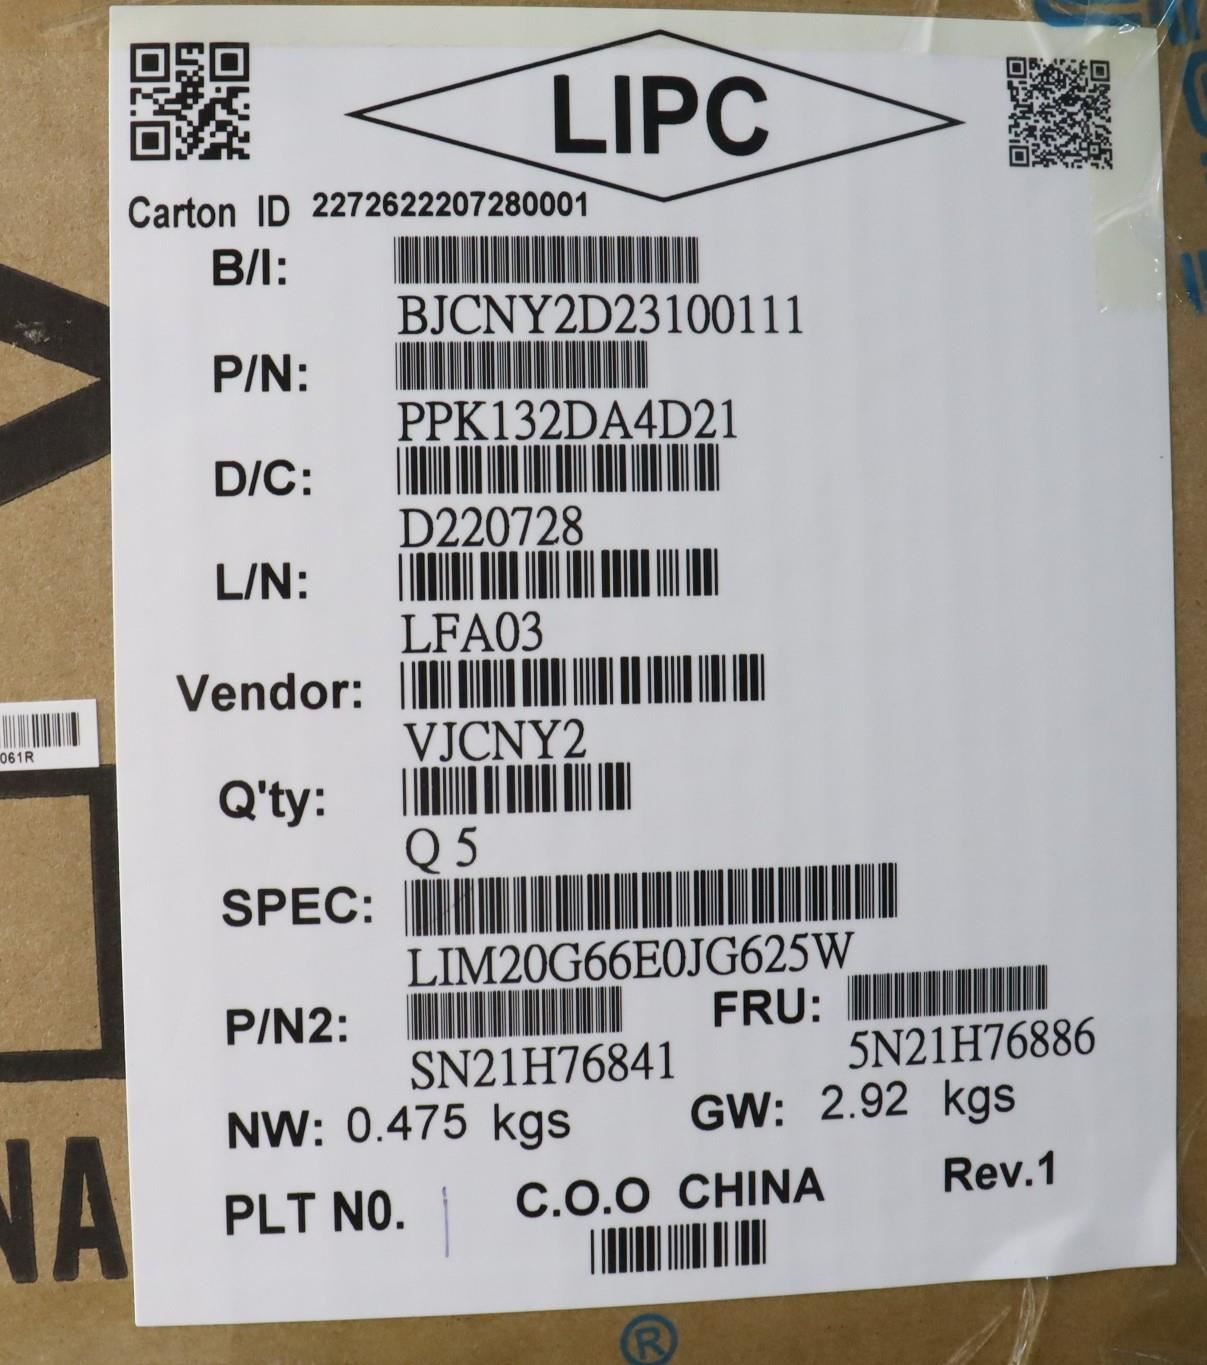 LIPC
Carton ID 2272622207280001
B/I:
BJCNY2D23100111
P/N:
PPK132DA4D21
D/C:
D220728
L/N:
LFA03
Vendor:
VJCNY2
Q'ty:
Q 5
SPEC:
LIM20G66E0JG625W
P/N2:
SN21H76841
FRU:
5N21H76886
NW: 0.475 kgs GW: 2.92 kgs
PLT NO. | C.O.O CHINA Rev.1
061R
NA
®